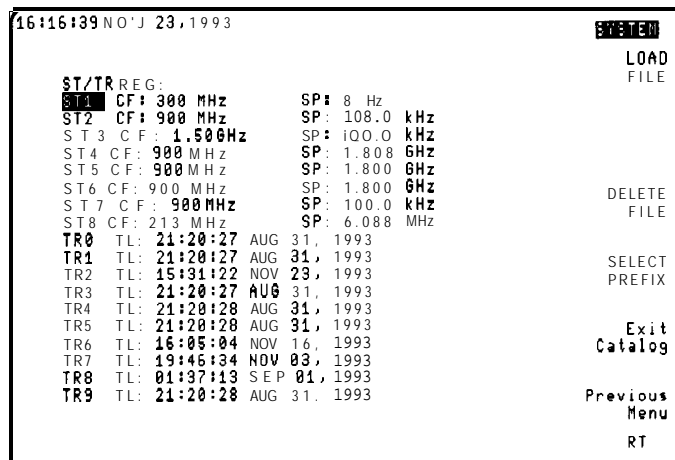 16:16:39 NO'J 23,1993
SYSTEM
LOAD
FILE
ST/TR REG:
ST1 CF: 300 MHz SP: 8 Hz
ST2 CF: 900 MHz SP: 108.0 kHz
ST3 CF: 1.50GHz SP: iQO.O kHz
ST4 CF: 900 MHz SP: 1.808 GHz
ST5 CF: 900 MHz SP: 1.800 GHz
ST6 CF: 900 MHz SP: 1.800 GHz
ST7 CF: 900 MHz SP: 100.0 kHz
ST8 CF: 213 MHz SP: 6.088 MHz
TR0 TL: 21:20:27 AUG 31, 1993
TR1 TL: 21:20:27 AUG 31, 1993
TR2 TL: 15:31:22 NOV 23, 1993
TR3 TL: 21:20:27 AUG 31, 1993
TR4 TL: 21:20:28 AUG 31, 1993
TR5 TL: 21:20:28 AUG 31, 1993
TR6 TL: 16:05:04 NOV 16, 1993
TR7 TL: 19:46:34 NOV 03, 1993
TR8 TL: 01:37:13 SEP 01, 1993
TR9 TL: 21:20:28 AUG 31. 1993
DELETE
FILE
SELECT
PREFIX
Exit
Catalog
Previous
Menu
RT